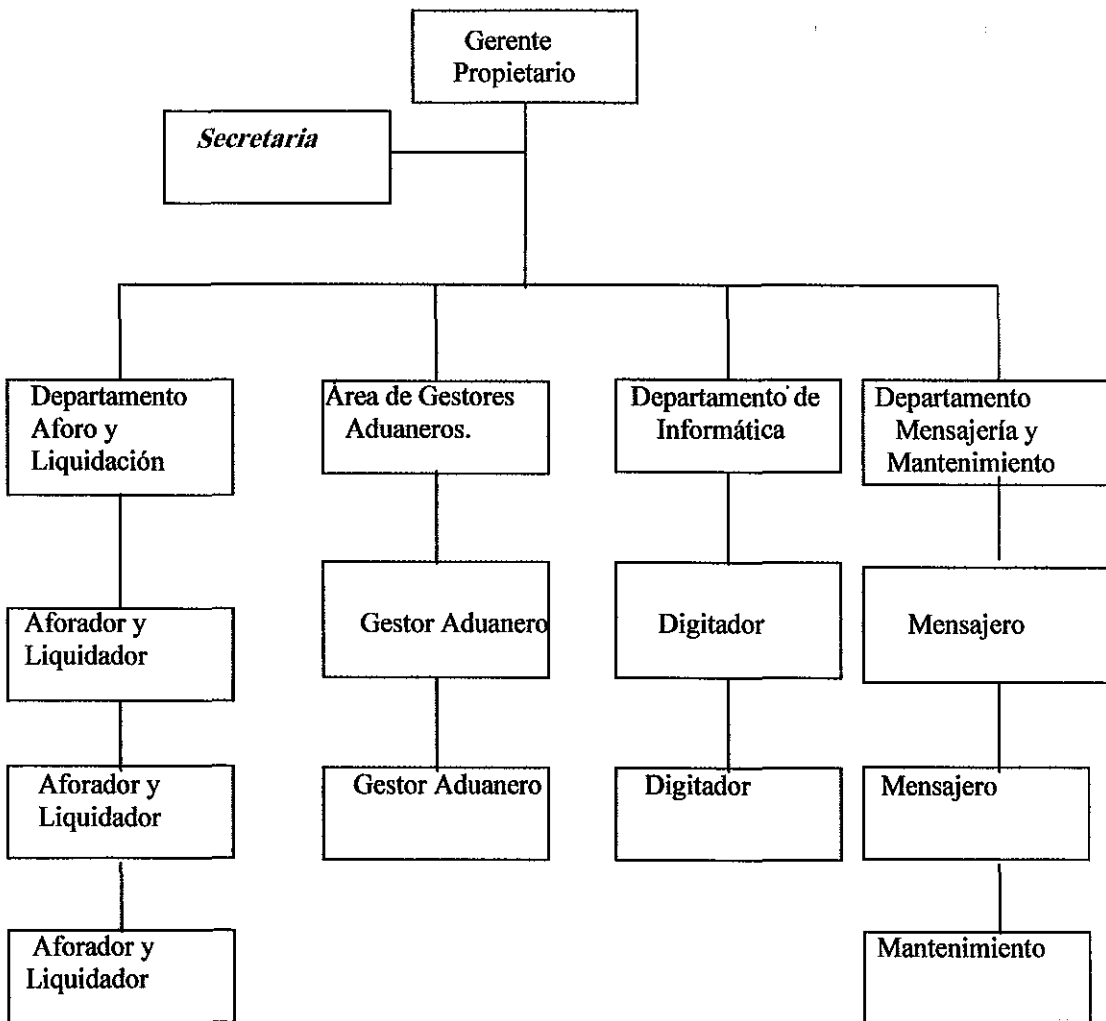 Gerente
Propietario
Secretaria
Departamento
Aforo y
Liquidación
Área de Gestores
Aduaneros.
Departamento de
Informática
Departamento
Mensajería y
Mantenimiento
Aforador y
Liquidador
Gestor Aduanero
Digitador
Mensajero
Aforador y
Liquidador
Gestor Aduanero
Digitador
Mensajero
Aforador y
Liquidador
Mantenimiento